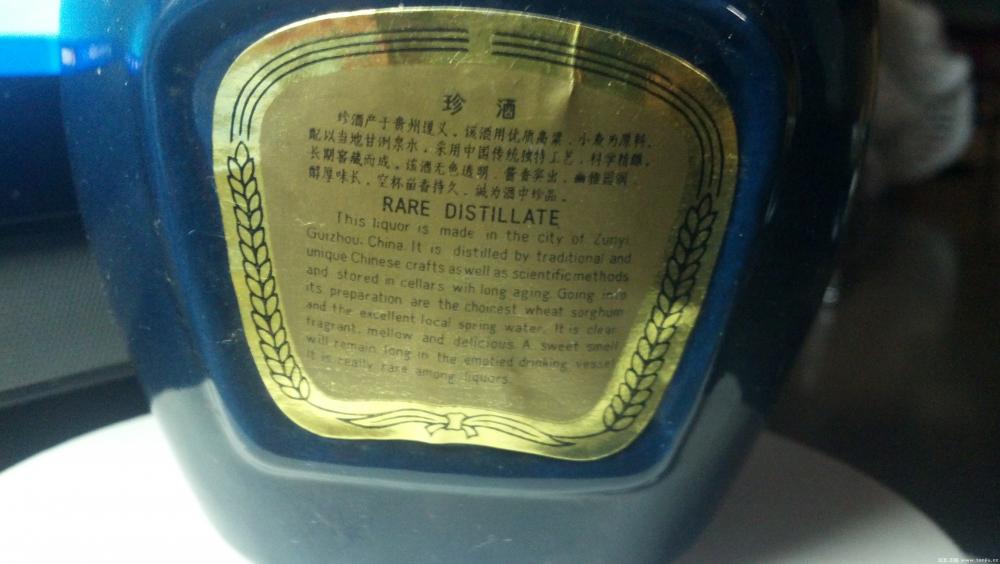 珍 酒
珍酒产于贵州遵义。该酒用优质高粱、小麦为原料。
配以当地甘洌泉水，采用中国传统独特工艺，科学精酿。
长期窖藏而成。该酒无色透明，酱香突出，幽雅圆润
醇厚味长，空杯留香持久，诚为酒中珍品。
RARE DISTILLATE
This liquor is made in the city of Zunyi,
Guizhou, China. It is distilled by traditional and
unique Chinese crafts as well as scientific methods
and stored in cellars wih long aging. Going into
its preparation are the choicest wheat sorghum
and the excellent local spring water. It is clear
fragrant, mellow and delicious. A sweet smell
will remain long in the emptied drinking vessel
It is really rare among liquors.